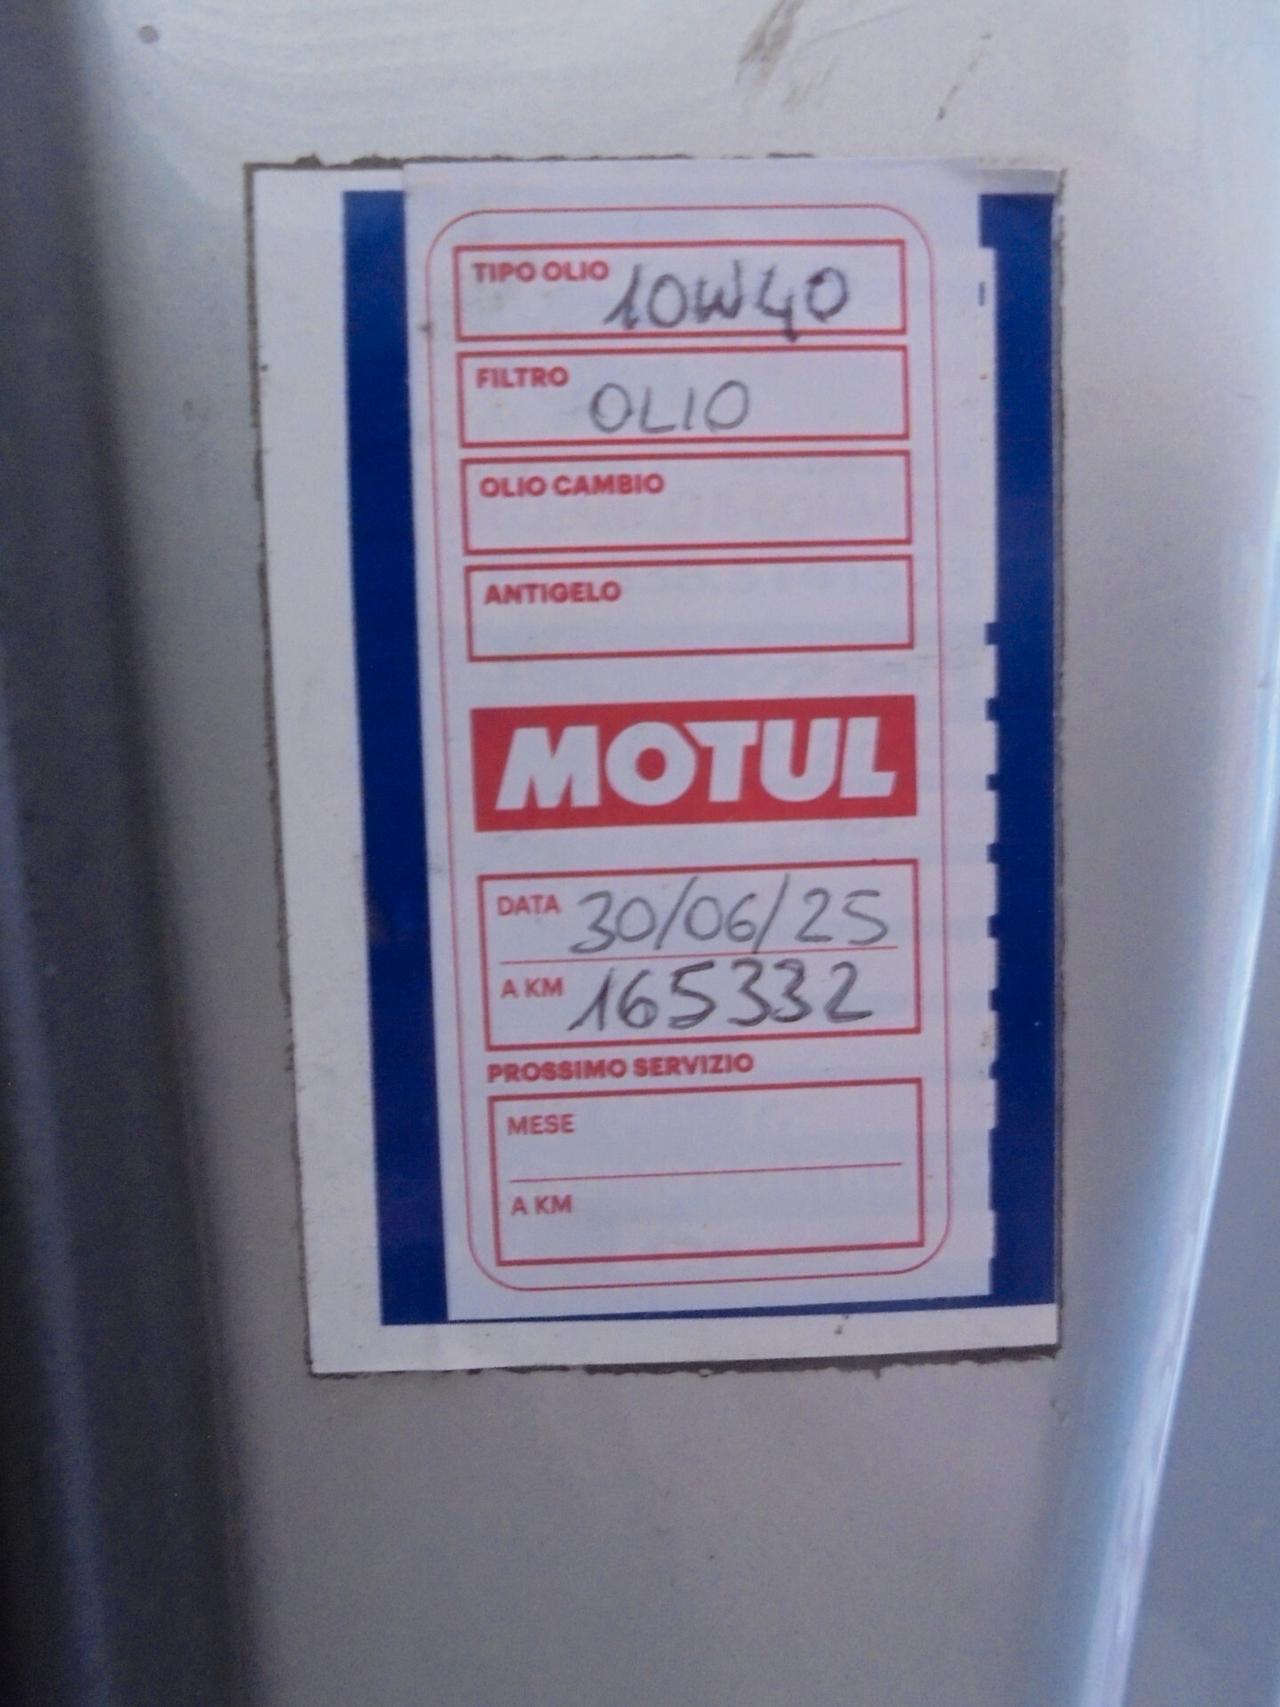 TIPO OLIO 10W40
FILTRO OLIO
OLIO CAMBIO
ANTIGELO
MOTUL
DATA 30/06/25
A KM 165332
PROSSIMO SERVIZIO
MESE
A KM